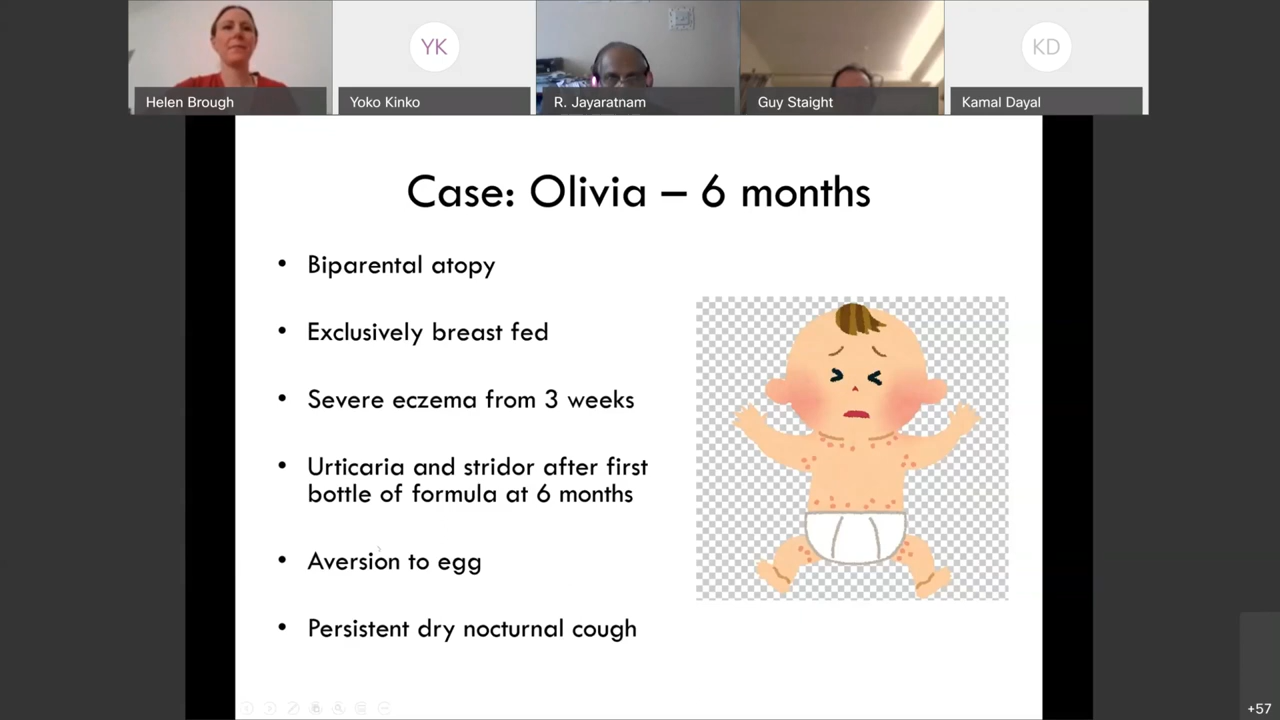 Helen Brough
YK
Yoko Kinko
R. Jayaratnam
Guy Staight
KD
Kamal Dayal
Case: Olivia – 6 months
• Biparental atopy
• Exclusively breast fed
• Severe eczema from 3 weeks
• Urticaria and stridor after first
bottle of formula at 6 months
• Aversion to egg
• Persistent dry nocturnal cough
+57